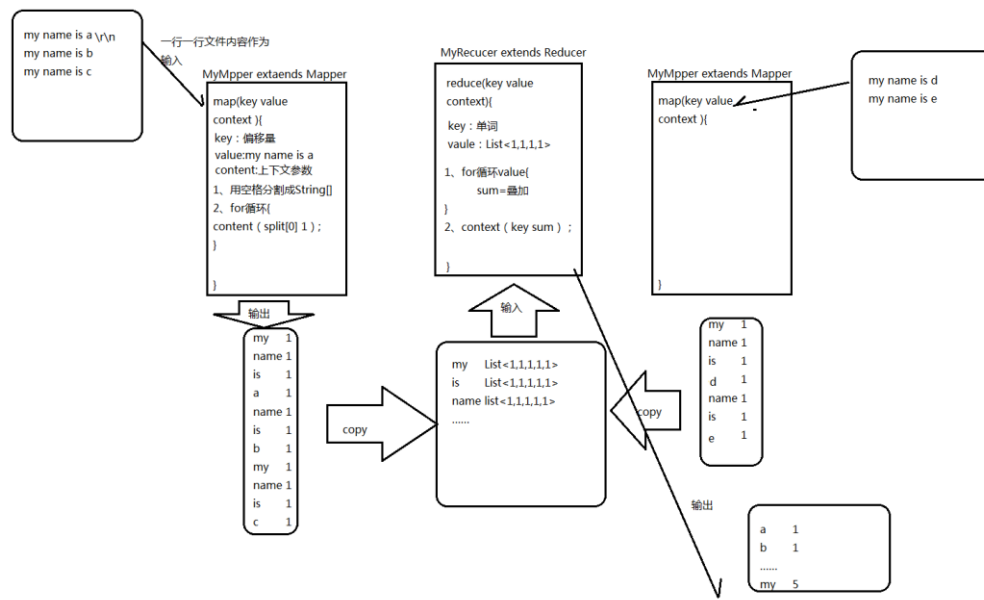 my name is a \r\n
my name is b
my name is c
一行一行文件内容作为
输入
MyMpper extaends Mapper
map(key value
context ){
key：偏移量
value:my name is a
content:上下文参数
1、用空格分割成String[]
2、for循环{
content（split[0] 1）;
}
}
MyRecucer extends Reducer
reduce(key value
context){
key：单词
vaule：List<1,1,1,1>
1、for循环value{
sum=叠加
}
2、context（key sum）；
}
MyMpper extaends Mapper
map(key value
context ){
}
my name is d
my name is e
输出
my 1
name 1
is 1
a 1
name 1
is 1
b 1
my 1
name 1
is 1
c 1
copy
输入
my List<1,1,1,1,1>
is List<1,1,1,1,1>
name list<1,1,1,1,1>
......
copy
my 1
name 1
is 1
d 1
name 1
is 1
e 1
输出
a 1
b 1
......
my 5